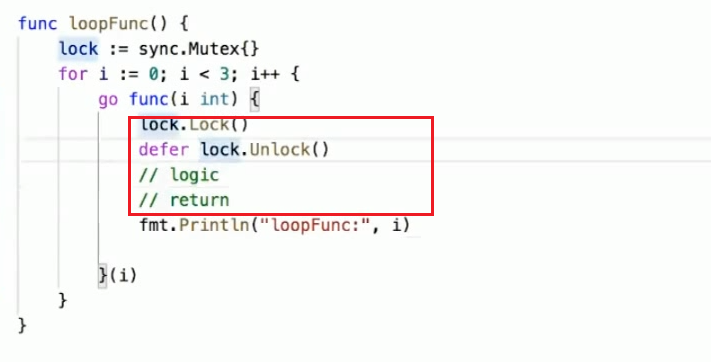 func loopFunc() {
lock := sync.Mutex{}
for i := 0; i < 3; i++ {
go func(i int) {
lock.Lock()
defer lock.Unlock()
// logic
// return
fmt.Println("loopFunc:", i)
}(i)
}
}